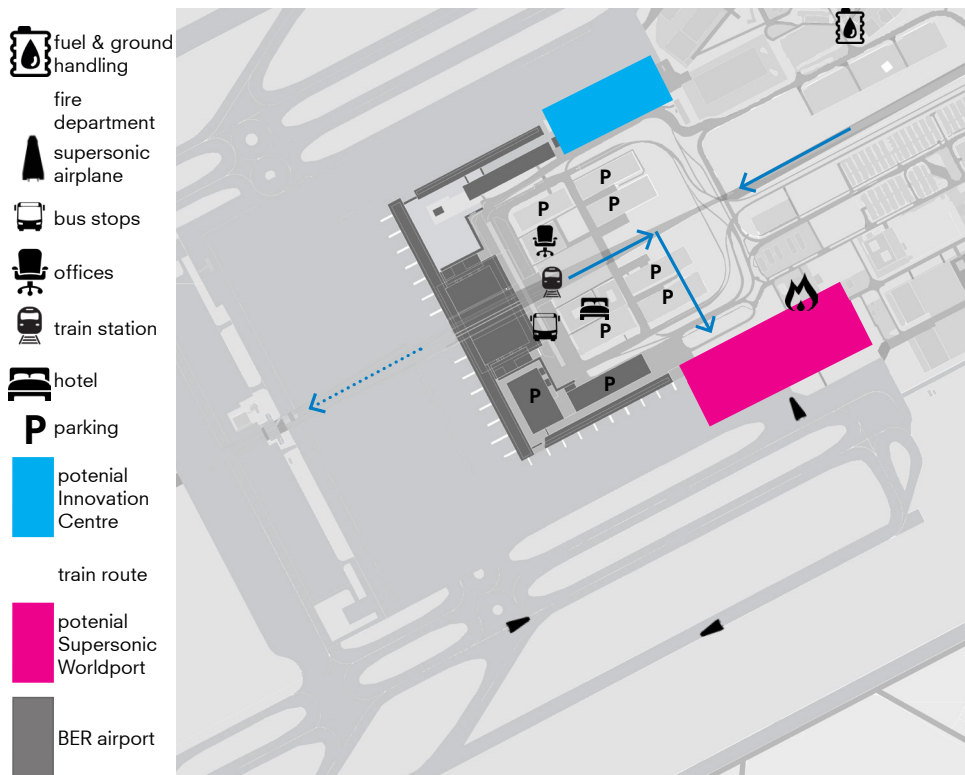 fuel & ground
handling
fire
department
supersonic
airplane
bus stops
offices
train station
hotel
P parking
potenial
Innovation
Centre
train route
potenial
Supersonic
Worldport
BER airport
P
P
P
P
P
P
P
P